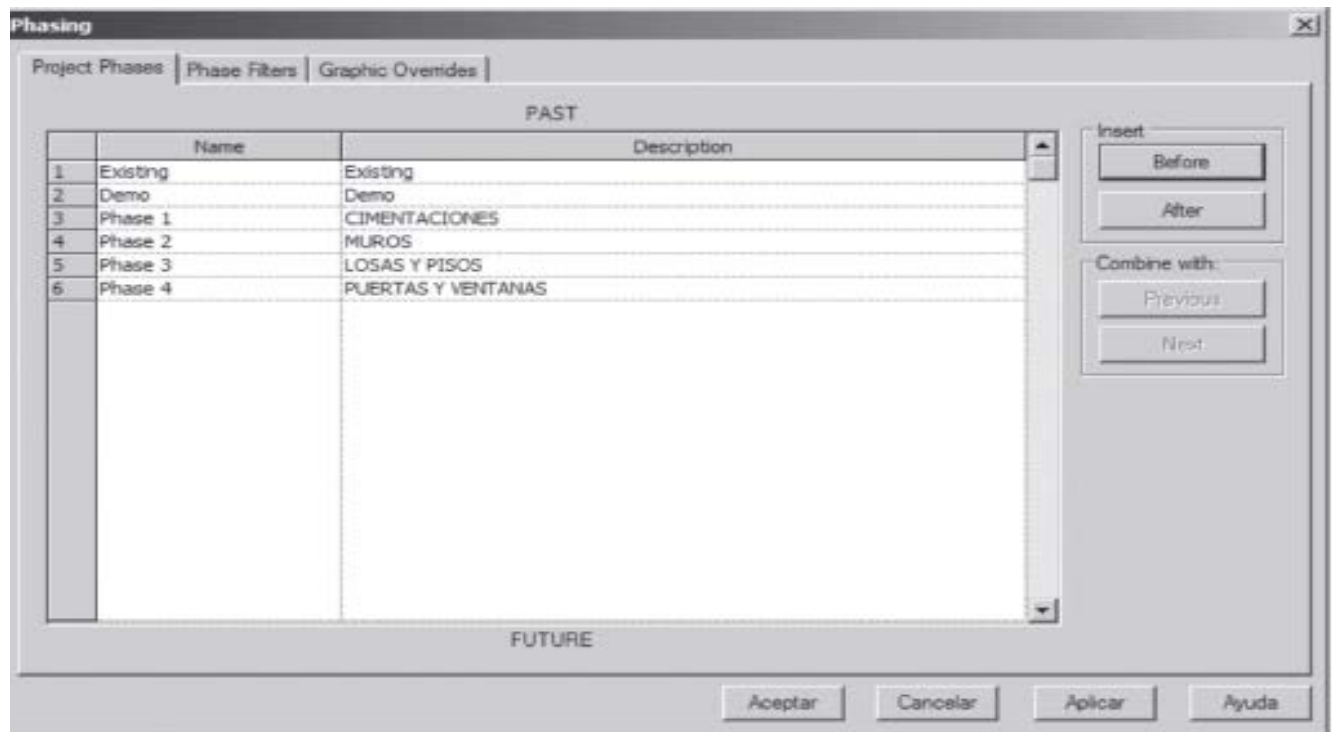 Phasing
Project Phases Phase Filters Graphic Overrides
PAST
Name Description
1 Existing Existing
2 Demo Demo
3 Phase 1 CIMENTACIONES
4 Phase 2 MUROS
5 Phase 3 LOSAS Y PISOS
6 Phase 4 PUERTAS Y VENTANAS
FUTURE
Insert
Before
After
Combine with:
Previous
Next
Aceptar Cancelar Aplicar Ayuda